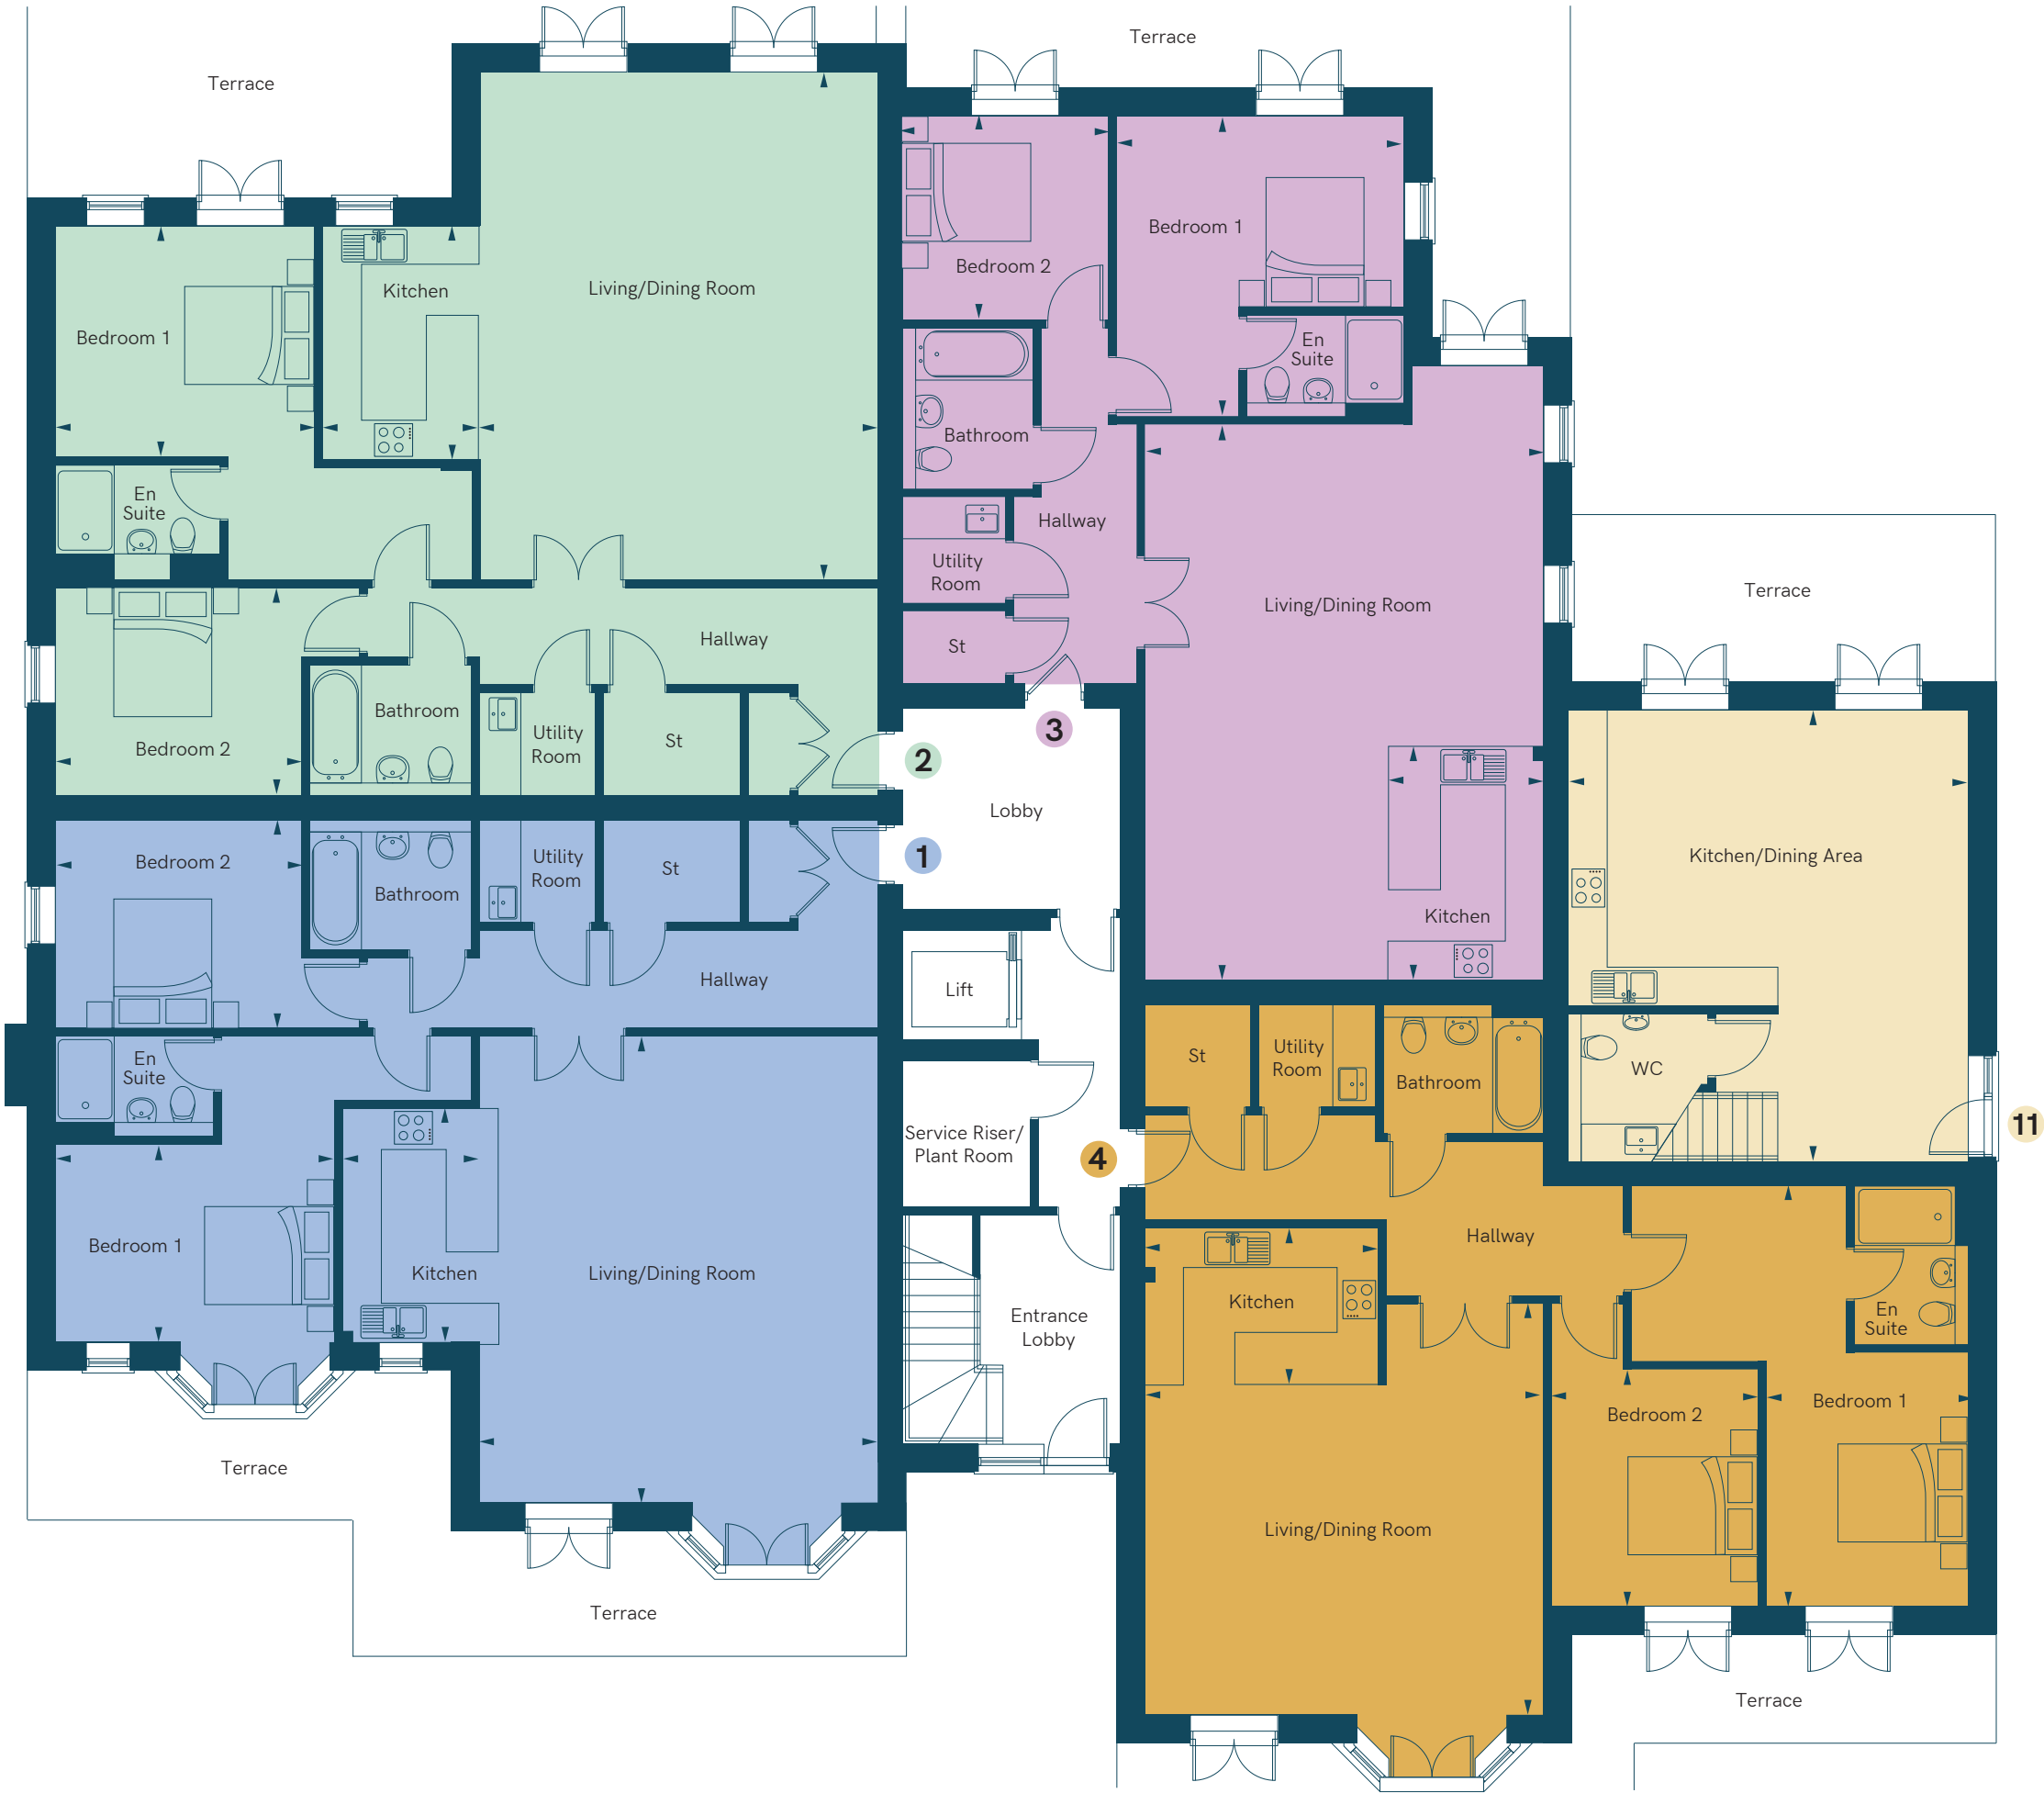 Terrace
Terrace
Bedroom 1
Kitchen
Living/Dining Room
En
Suite
Hallway
Bedroom 2
Bathroom
Utility
Room
St
2
Bedroom 2
Bedroom 1
En
Suite
Bathroom
Hallway
Utility
Room
St
Living/Dining Room
Kitchen
3
Terrace
Lobby
1
Bedroom 2
Bathroom
Utility
Room
St
Hallway
En
Suite
Bedroom 1
Kitchen
Living/Dining Room
Terrace
Terrace
Lift
Service Riser/
Plant Room
Entrance
Lobby
Kitchen/Dining Area
WC
11
4
St
Utility
Room
Bathroom
Hallway
Kitchen
En
Suite
Bedroom 2
Bedroom 1
Living/Dining Room
Terrace